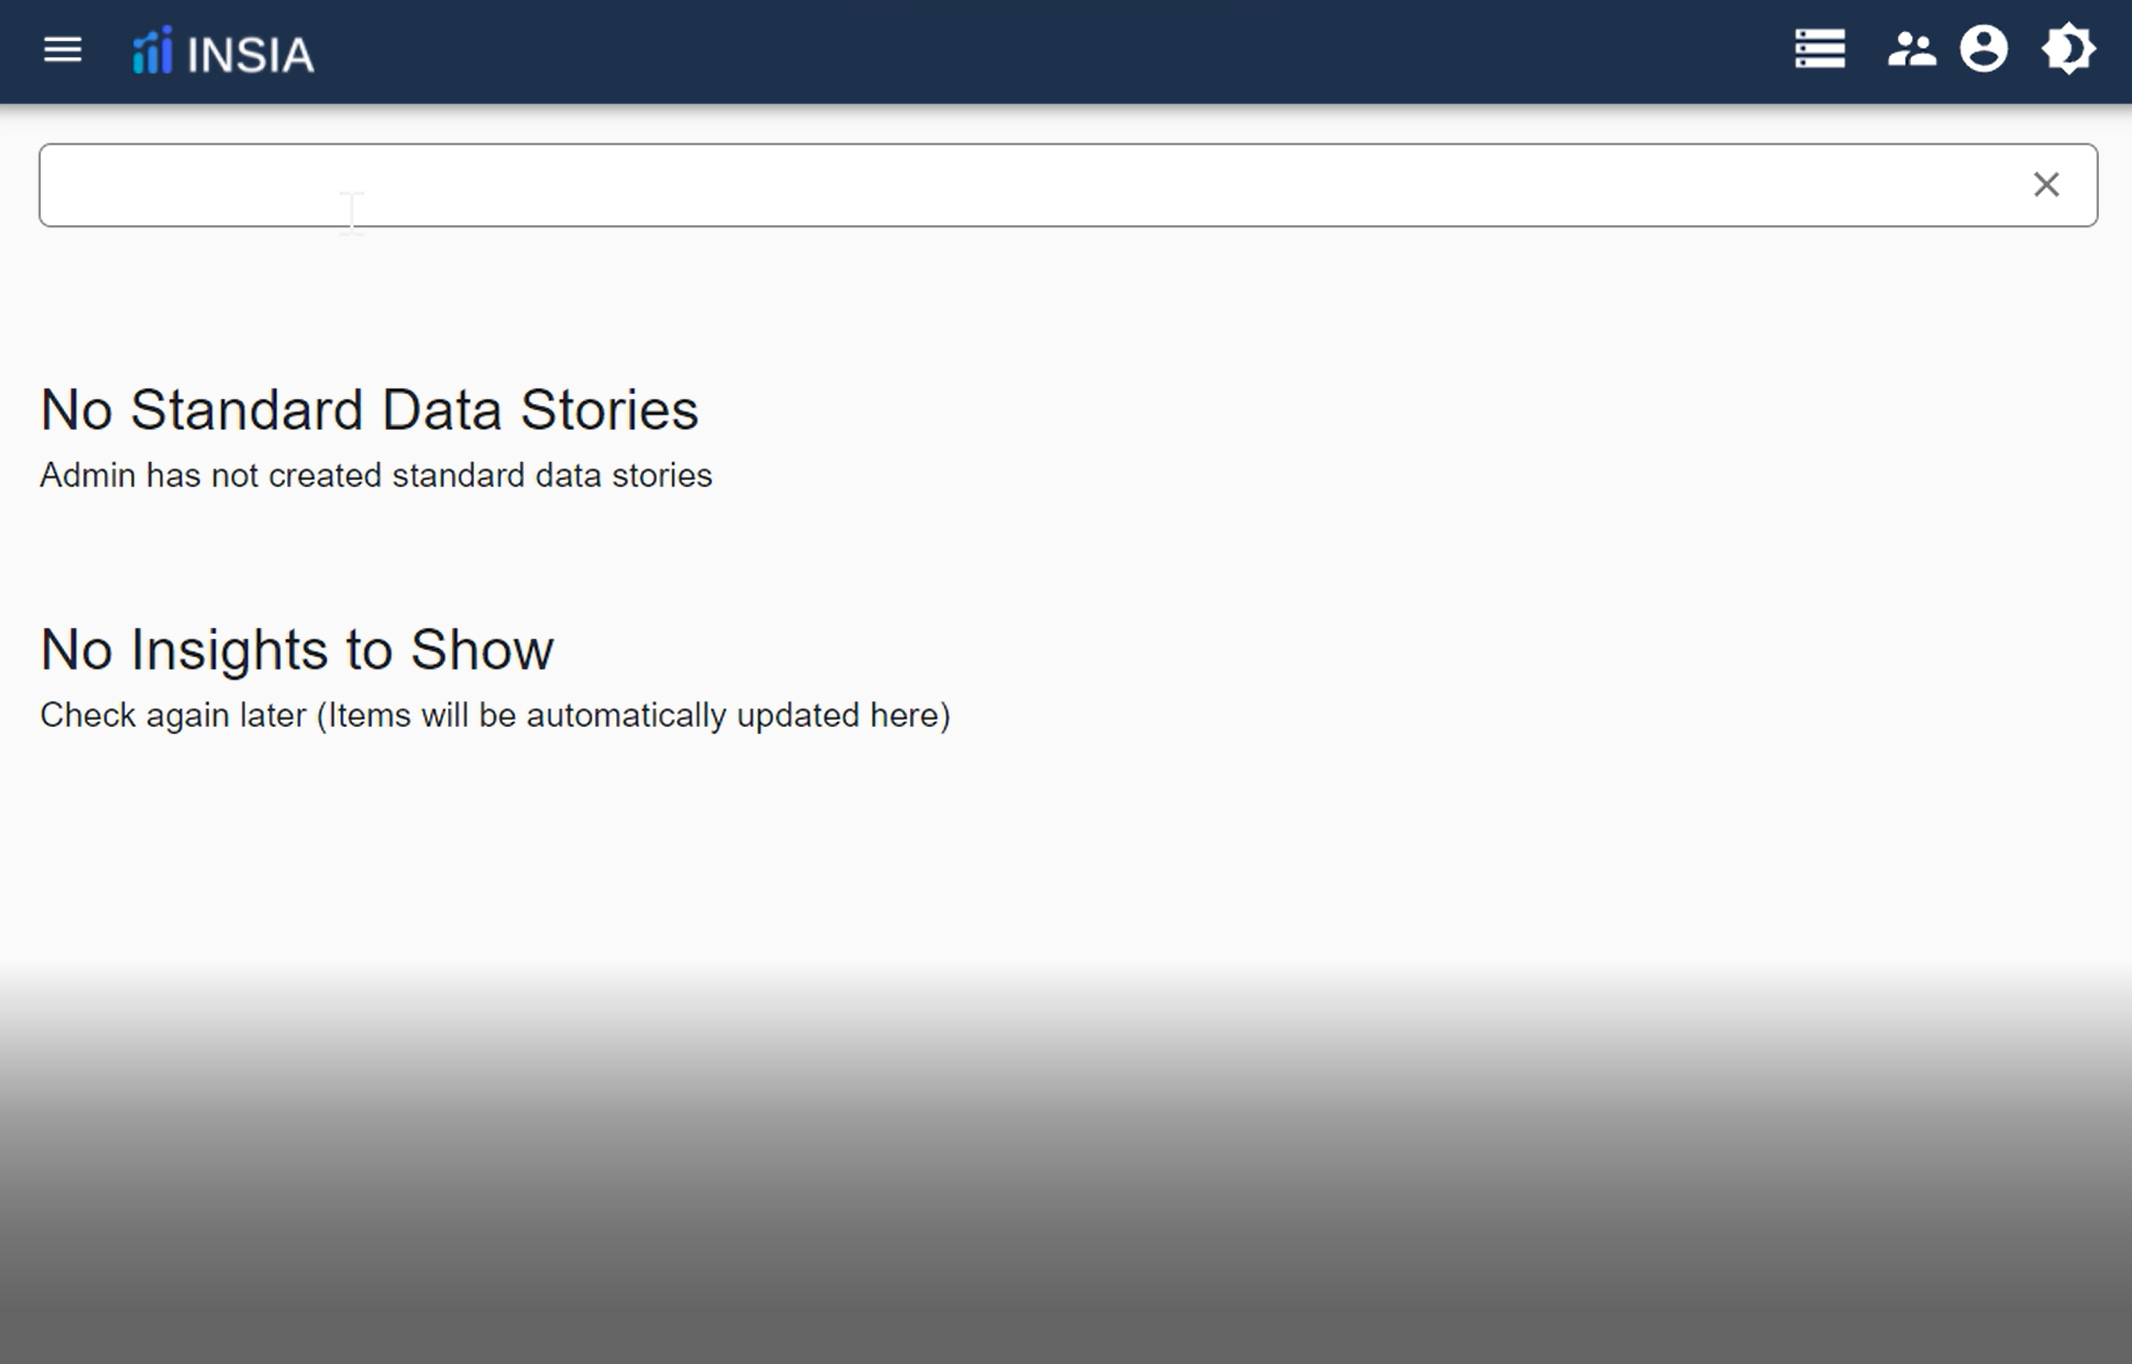 INSIA
No Standard Data Stories
Admin has not created standard data stories
No Insights to Show
Check again later (Items will be automatically updated here)